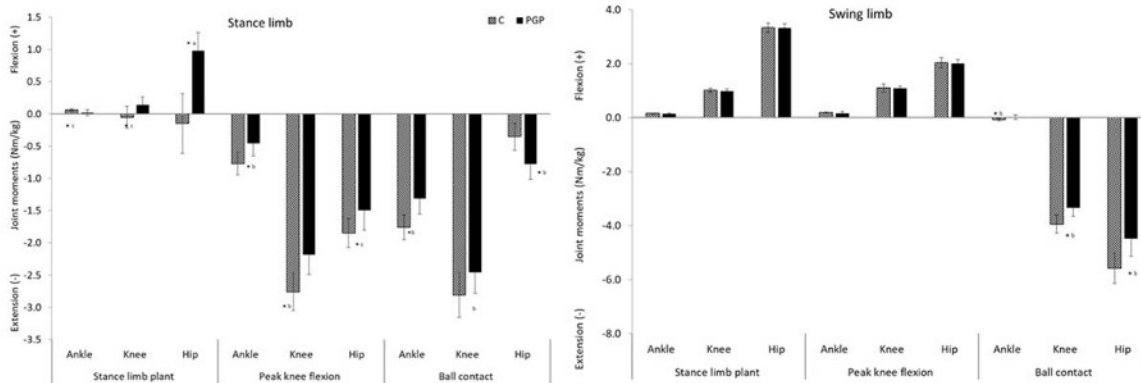 Stance limb
C PGP
Flexion (+)
Joint moments (Nm/kg)
Extension (-)
1.5
1.0
0.5
0.0
-0.5
-1.0
-1.5
-2.0
-2.5
-3.0
-3.5
* a
* c
* c
* b
* b
* c
* b
b
* b
Ankle Knee Hip Ankle Knee Hip Ankle Knee Hip
Stance limb plant Peak knee flexion Ball contact
Swing limb
Flexion (+)
Joint moments (Nm/kg)
Extension (-)
4.0
2.0
0.0
-2.0
-4.0
-6.0
-8.0
* b
* b
* b
Ankle Knee Hip Ankle Knee Hip Ankle Knee Hip
Stance limb plant Peak knee flexion Ball contact